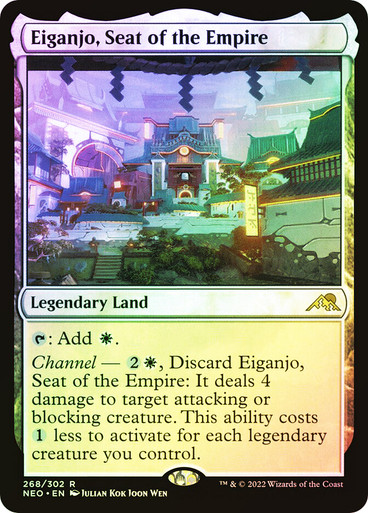 Eiganjo, Seat of the Empire
Legendary Land
: Add .
Channel — 2 , Discard Eiganjo,
Seat of the Empire: It deals 4
damage to target attacking or
blocking creature. This ability costs
1 less to activate for each legendary
creature you control.
268/302 R
NEO • EN Julian Kok Joon Wen
™ & © 2022 Wizards of the Coast